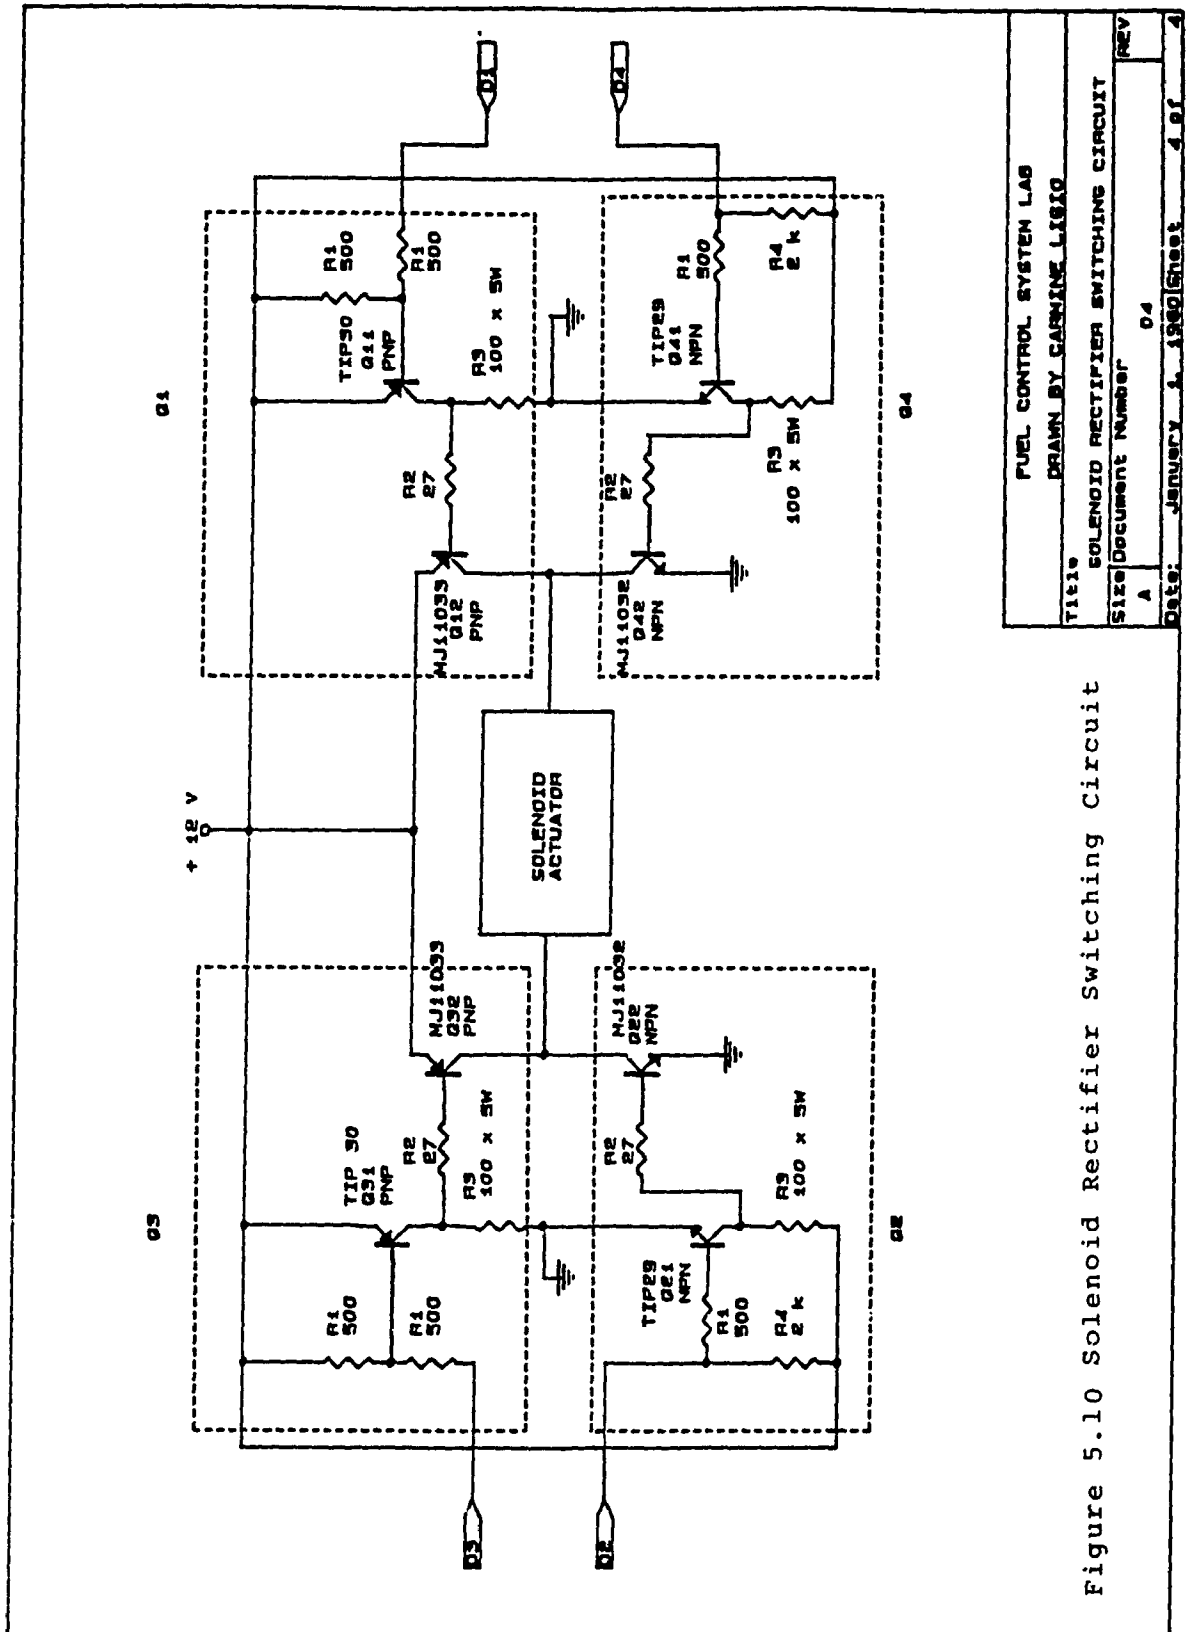 + 12 V
Q3
Q1
R1
500
R1
500
TIP 30
Q31
PNP
R2
27
R3
100 x 5W
MJ11033
Q32
PNP
D3
MJ11033
Q12
PNP
R2
27
TIP30
Q11
PNP
R3
100 x 5W
R1
500
R1
500
D1
SOLENOID
ACTUATOR
D2
TIP29
Q21
NPN
R1
500
R4
2 k
R2
27
R3
100 x 5W
MJ11032
Q22
NPN
MJ11032
Q42
NPN
R2
27
R3
100 x 5W
TIP29
Q41
NPN
R1
500
R4
2 k
D4
Q2
Q4
FUEL CONTROL SYSTEM LAB
DRAWN BY CARMINE LISIO
Title
SOLENOID RECTIFIER SWITCHING CIRCUIT
Size Document Number REV
A 04
Date: January 1, 1980 Sheet 4 of 4
Figure 5.10 Solenoid Rectifier Switching Circuit